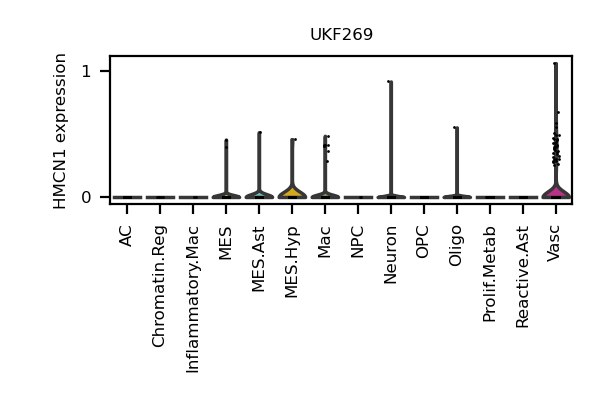 UKF269
HMCN1 expression
1
0
AC
Chromatin.Reg
Inflammatory.Mac
MES
MES.Ast
MES.Hyp
Mac
NPC
Neuron
OPC
Oligo
Prolif.Metab
Reactive.Ast
Vasc